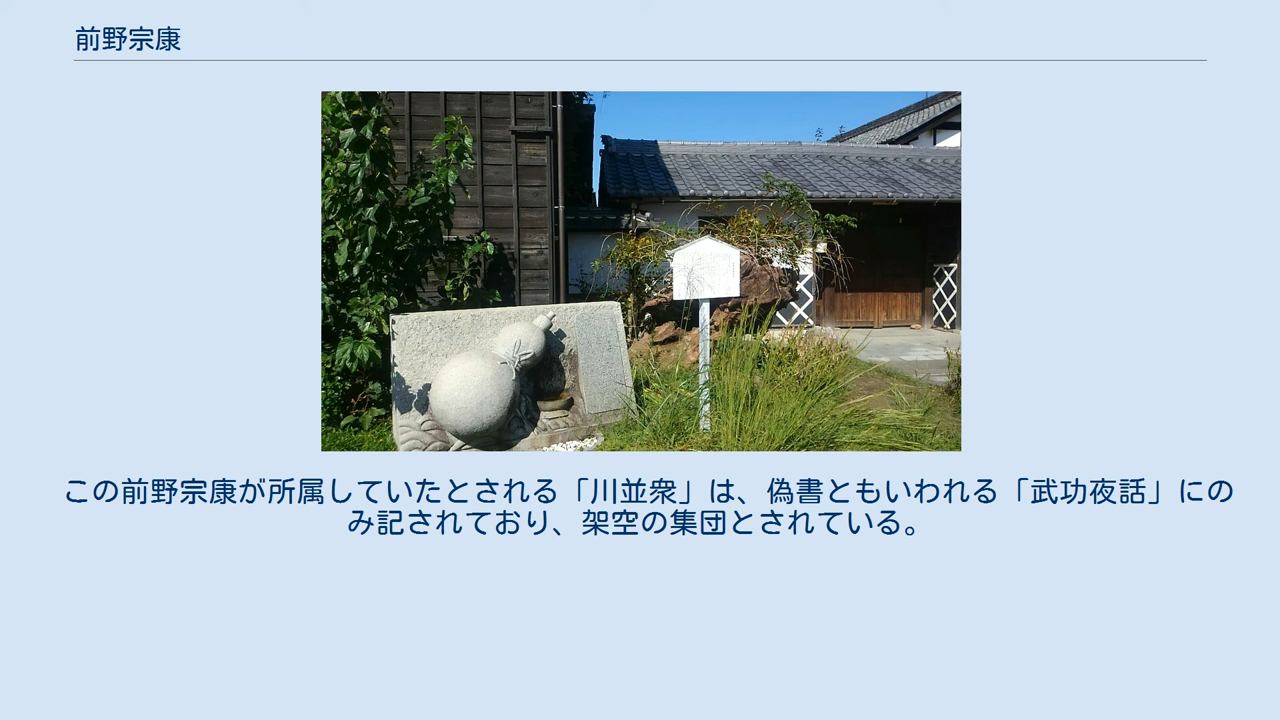 前野宗康
この前野宗康が所属していたとされる「川並衆」は、偽書ともいわれる「武功夜話」にの
み記されており、架空の集団とされている。